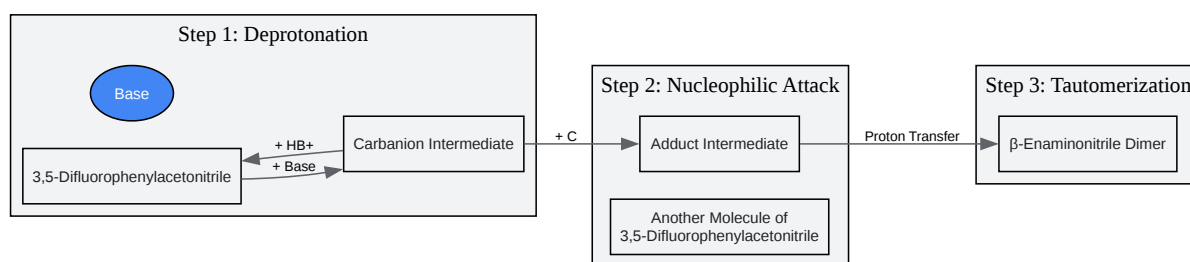 Step 1: Deprotonation
Base
3,5-Difluorophenylacetonitrile
+ HB+
+ Base
Carbanion Intermediate
+ C
Step 2: Nucleophilic Attack
Adduct Intermediate
Another Molecule of
3,5-Difluorophenylacetonitrile
Proton Transfer
Step 3: Tautomerization
β-Enaminonitrile Dimer